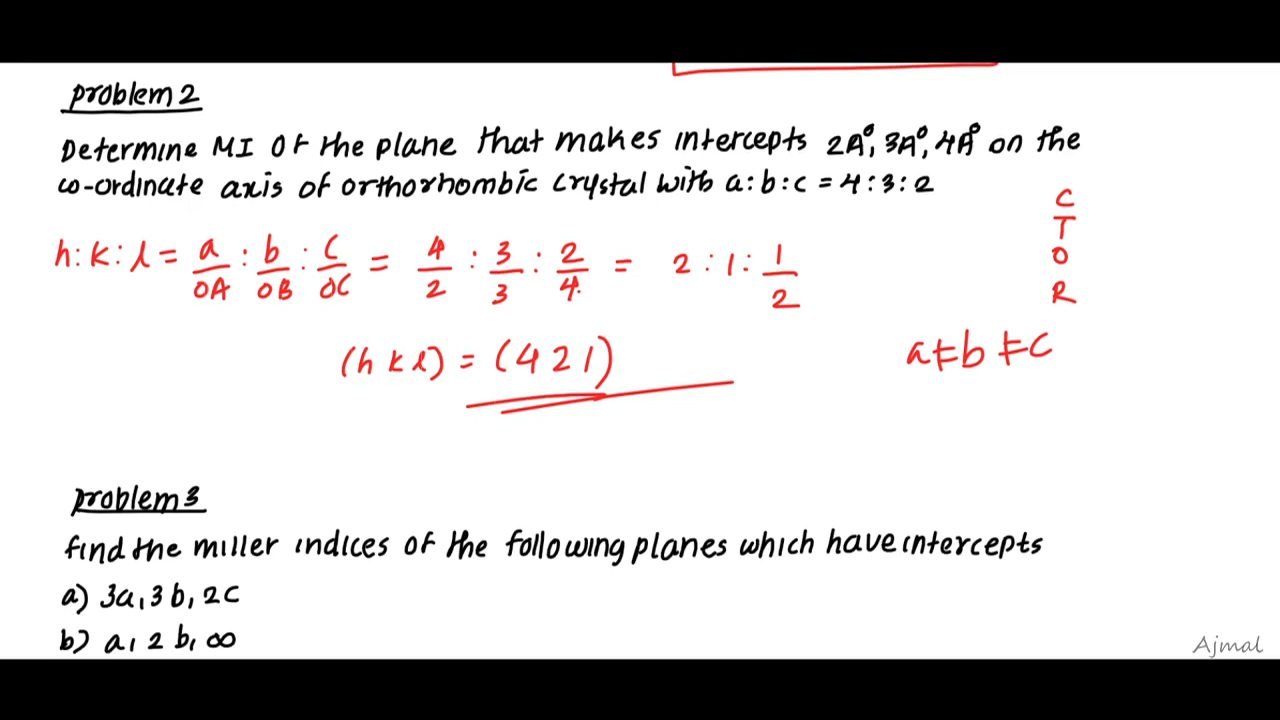 problem 2
Determine MI Of the plane that makes intercepts 2A°, 3A°, 4A° on the
co-ordinate axis of orthorhombic crystal with a:b:c = 4:3:2
h:k:l = a/OA : b/OB : c/OC = 4/2 : 3/3 : 2/4 = 2 : 1 : 1/2
C
T
O
R
(h k l) = (4 2 1)
a≠b≠c
problem 3
find the miller indices of the following planes which have intercepts
a) 3a, 3b, 2c
b) a, 2b, ∞
Ajmal